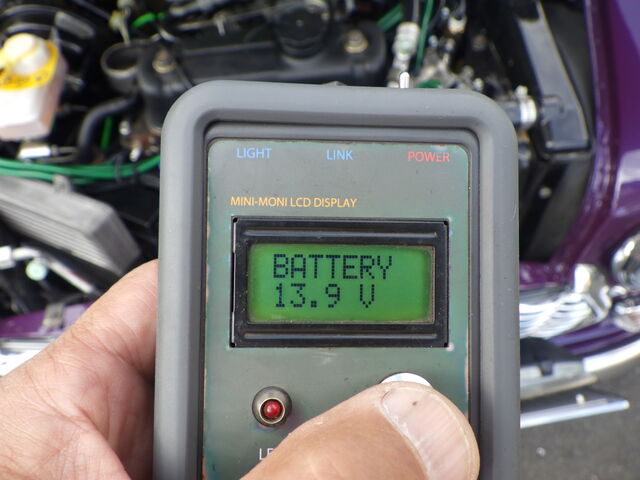 LIGHT LINK POWER
MINI-MONI LCD DISPLAY
BATTERY
13.9 V